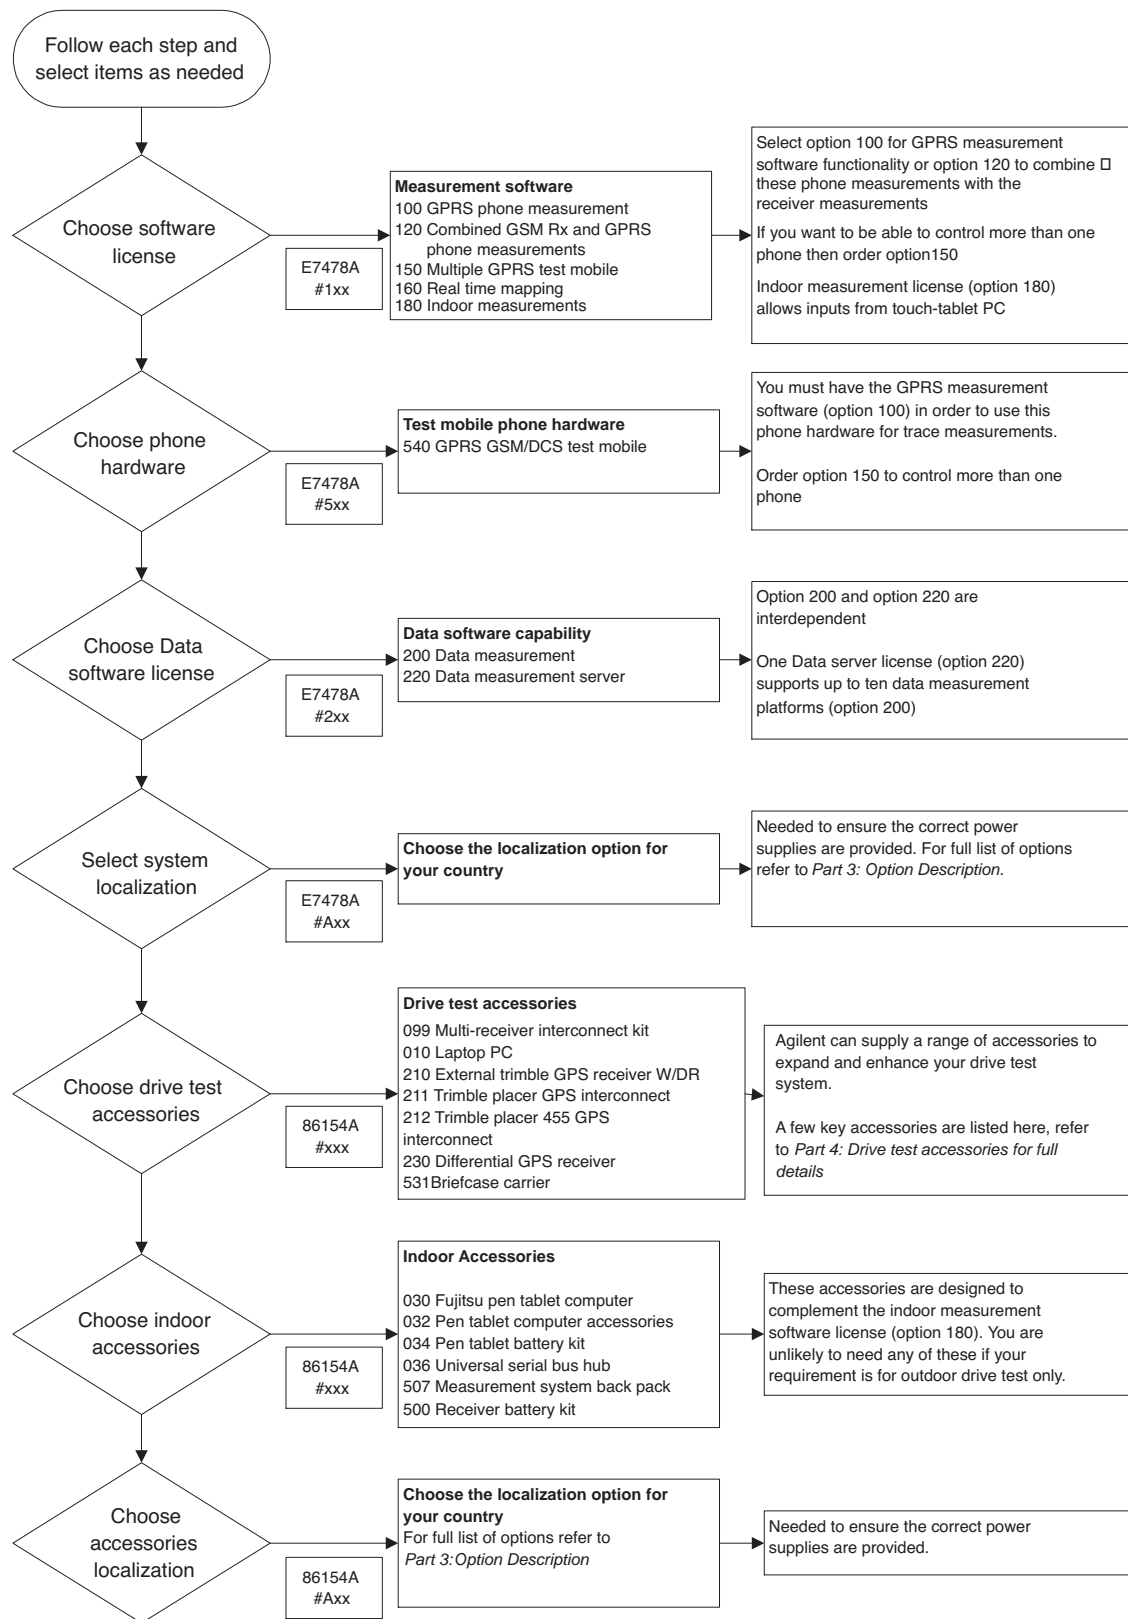 Follow each step and
select items as needed
Choose software
license
E7478A
#1xx
Measurement software
100 GPRS phone measurement
120 Combined GSM Rx and GPRS
phone measurements
150 Multiple GPRS test mobile
160 Real time mapping
180 Indoor measurements
Select option 100 for GPRS measurement
software functionality or option 120 to combine □
these phone measurements with the
receiver measurements
If you want to be able to control more than one
phone then order option150
Indoor measurement license (option 180)
allows inputs from touch-tablet PC
Choose phone
hardware
E7478A
#5xx
Test mobile phone hardware
540 GPRS GSM/DCS test mobile
You must have the GPRS measurement
software (option 100) in order to use this
phone hardware for trace measurements.
Order option 150 to control more than one
phone
Choose Data
software license
E7478A
#2xx
Data software capability
200 Data measurement
220 Data measurement server
Option 200 and option 220 are
interdependent
One Data server license (option 220)
supports up to ten data measurement
platforms (option 200)
Select system
localization
E7478A
#Axx
Choose the localization option for
your country
Needed to ensure the correct power
supplies are provided. For full list of options
refer to Part 3: Option Description.
Choose drive test
accessories
86154A
#xxx
Drive test accessories
099 Multi-receiver interconnect kit
010 Laptop PC
210 External trimble GPS receiver W/DR
211 Trimble placer GPS interconnect
212 Trimble placer 455 GPS
interconnect
230 Differential GPS receiver
531Briefcase carrier
Agilent can supply a range of accessories to
expand and enhance your drive test
system.
A few key accessories are listed here, refer
to Part 4: Drive test accessories for full
details
Choose indoor
accessories
86154A
#xxx
Indoor Accessories
030 Fujitsu pen tablet computer
032 Pen tablet computer accessories
034 Pen tablet battery kit
036 Universal serial bus hub
507 Measurement system back pack
500 Receiver battery kit
These accessories are designed to
complement the indoor measurement
software license (option 180). You are
unlikely to need any of these if your
requirement is for outdoor drive test only.
Choose
accessories
localization
86154A
#Axx
Choose the localization option for
your country
For full list of options refer to
Part 3:Option Description
Needed to ensure the correct power
supplies are provided.